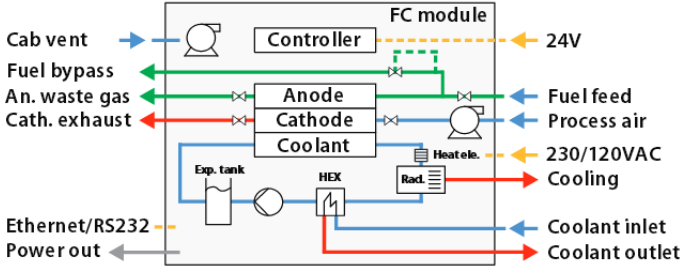 FC module
Cab vent
Controller
24V
Fuel bypass
An. waste gas
Anode
Fuel feed
Cath. exhaust
Cathode
Process air
Coolant
Heat ele.
230/120VAC
Exp. tank
HEX
Rad.
Cooling
Ethernet/RS232
Coolant inlet
Power out
Coolant outlet